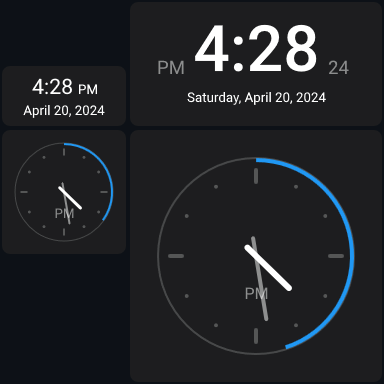 4:28 PM
April 20, 2024
PM
PM 4:28 24
Saturday, April 20, 2024
PM